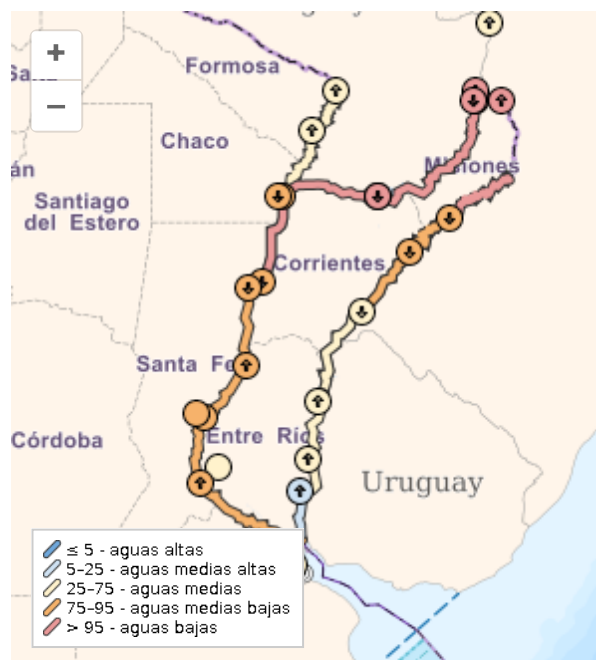 +
−
Formosa
Chaco
Misiones
Santiago
del Estero
Corrientes
Santa Fe
Entre Ríos
Córdoba
Uruguay
≤ 5 - aguas altas
5–25 - aguas medias altas
25–75 - aguas medias
75–95 - aguas medias bajas
> 95 - aguas bajas